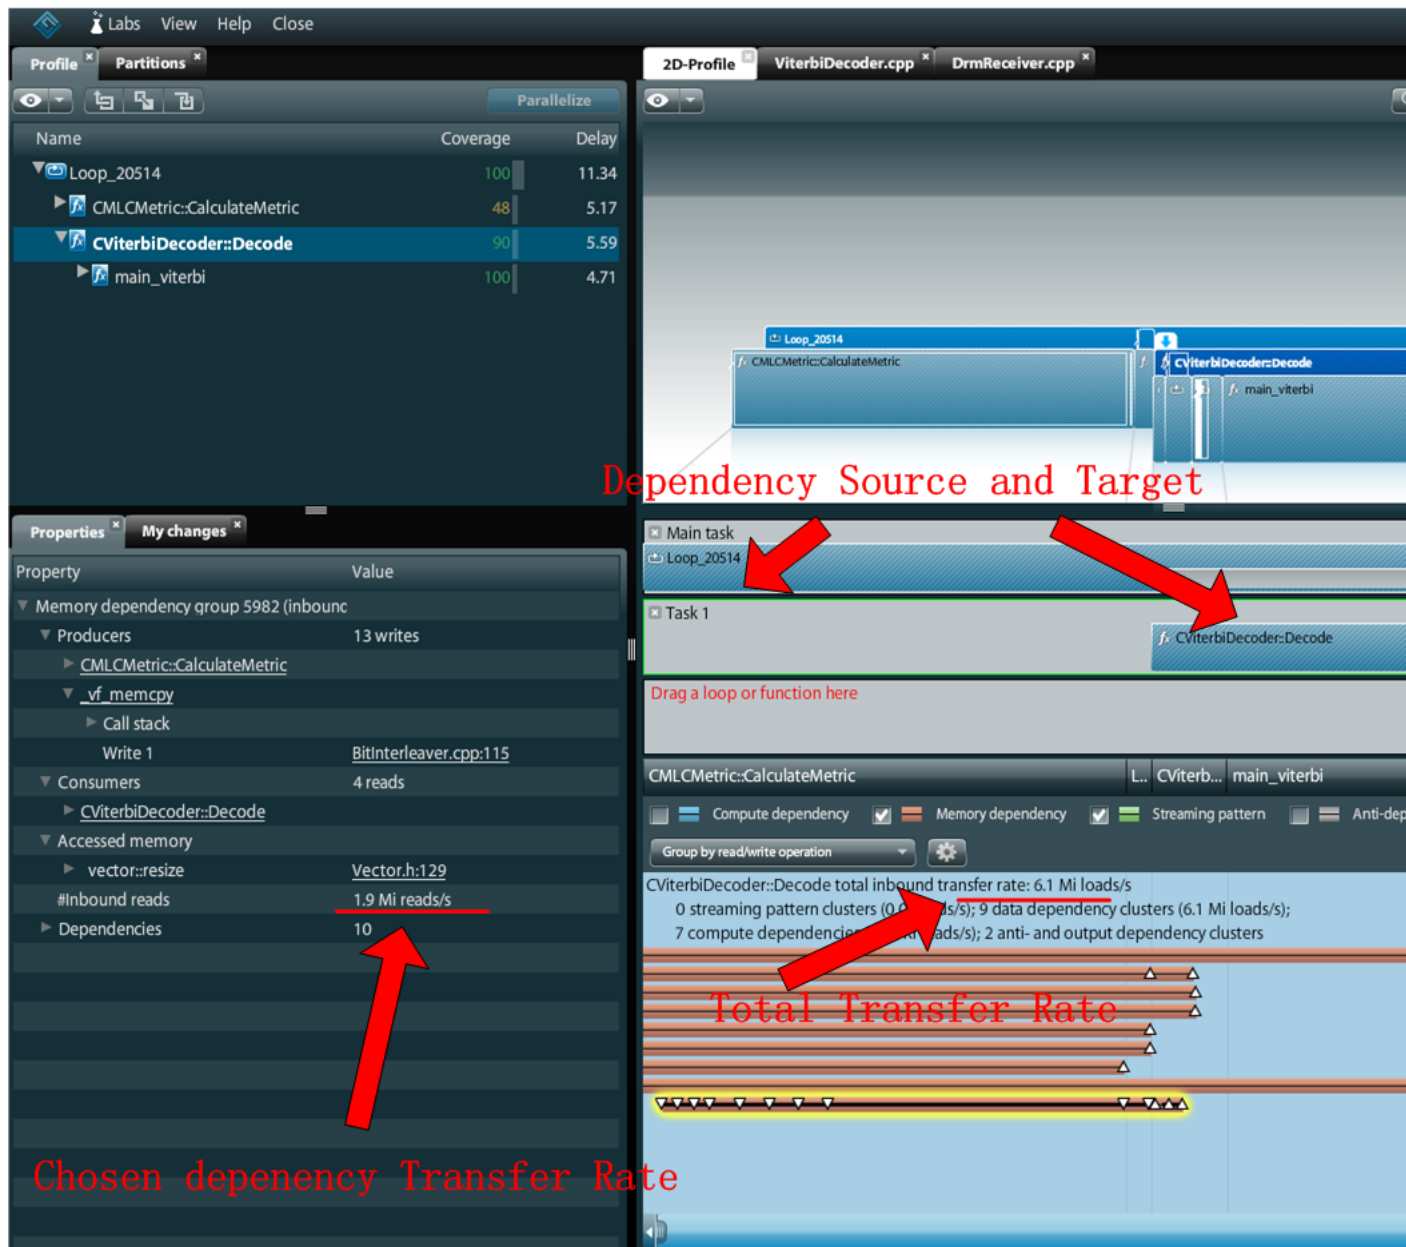 Labs View Help Close
Profile Partitions
Parallelize
Name Coverage Delay
Loop_20514 100 11.34
CMLCMetric::CalculateMetric 48 5.17
CViterbiDecoder::Decode 90 5.59
main_viterbi 100 4.71
2D-Profile ViterbiDecoder.cpp DrmReceiver.cpp
Loop_20514
CMLCMetric::CalculateMetric
CViterbiDecoder::Decode
main_viterbi
Dependency Source and Target
Properties My changes
Property Value
Memory dependency group 5982 (inbounc
Producers 13 writes
CMLCMetric::CalculateMetric
_vf_memcpy
Call stack
Write 1 BitInterleaver.cpp:115
Consumers 4 reads
CViterbiDecoder::Decode
Accessed memory
vector::resize Vector.h:129
#Inbound reads 1.9 Mi reads/s
Dependencies 10
Chosen depenency Transfer Rate
Main task
Loop_20514
Task 1
CViterbiDecoder::Decode
Drag a loop or function here
CMLCMetric::CalculateMetric L.. CViterb... main_viterbi
Compute dependency Memory dependency Streaming pattern Anti-dep
Group by read/write operation
CViterbiDecoder::Decode total inbound transfer rate: 6.1 Mi loads/s
0 streaming pattern clusters ds/s); 9 data dependency clusters (6.1 Mi loads/s);
7 compute dependencie ads/s); 2 anti- and output dependency clusters
Total Transfer Rate